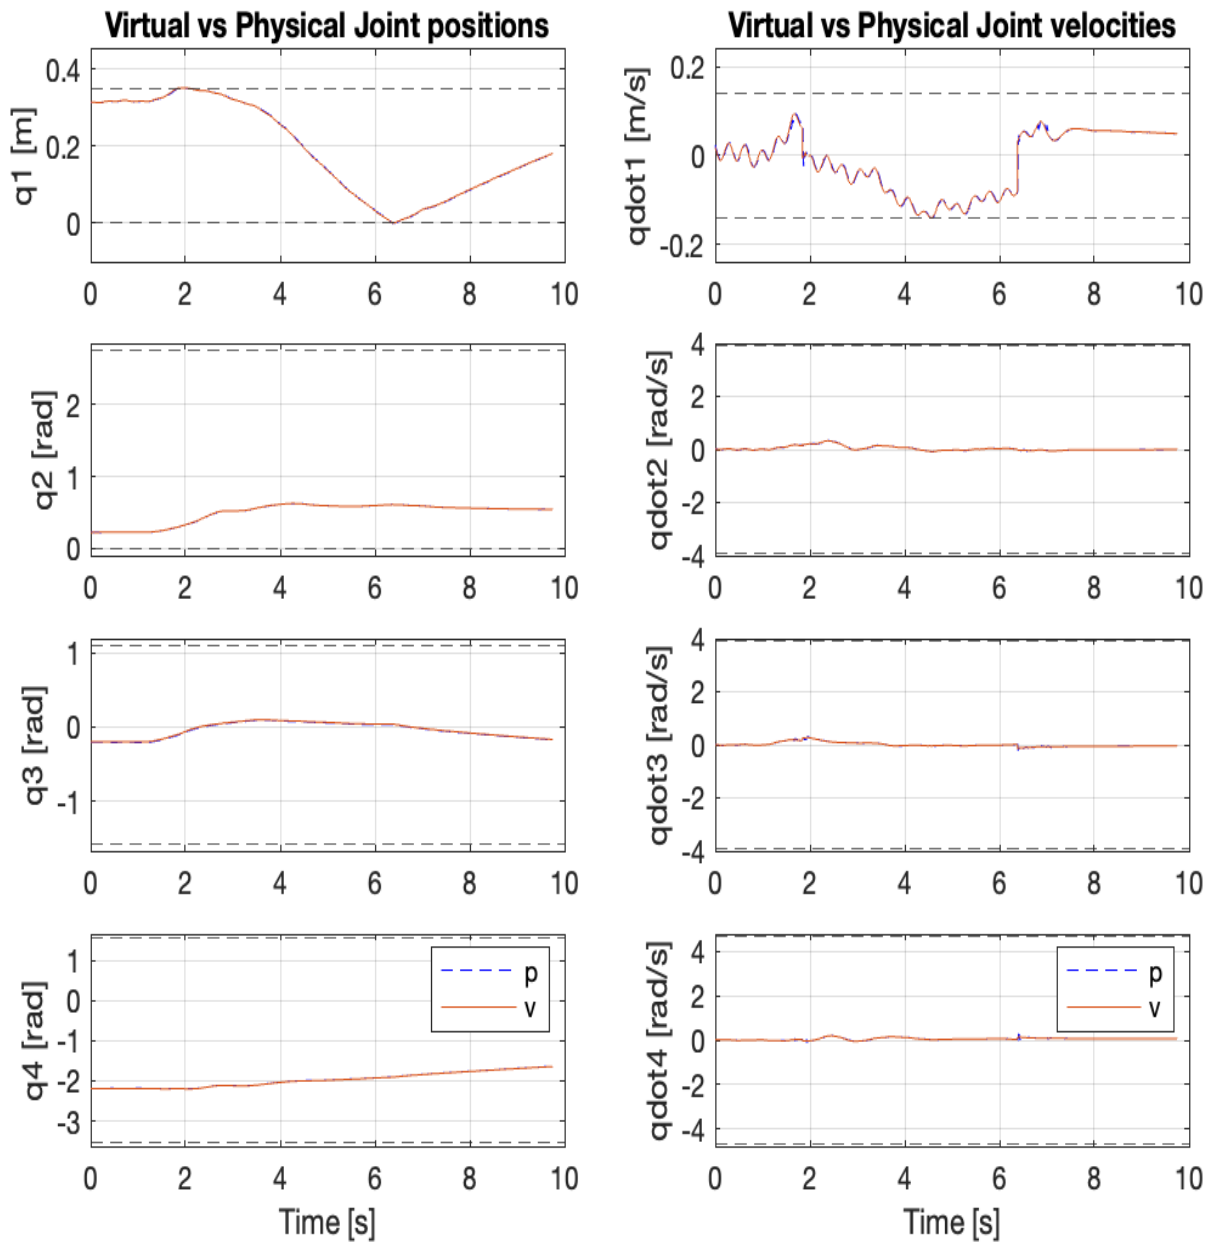 Virtual vs Physical Joint positions
q1 [m]
0.4
0.2
0
0 2 4 6 8 10
Virtual vs Physical Joint velocities
qdot1 [m/s]
0.2
0
-0.2
0 2 4 6 8 10
q2 [rad]
2
1
0
0 2 4 6 8 10
qdot2 [rad/s]
4
2
0
-2
-4
0 2 4 6 8 10
q3 [rad]
1
0
-1
0 2 4 6 8 10
qdot3 [rad/s]
4
2
0
-2
-4
0 2 4 6 8 10
q4 [rad]
1
0
-1
-2
-3
p
v
0 2 4 6 8 10
Time [s]
qdot4 [rad/s]
4
2
0
-2
-4
p
v
0 2 4 6 8 10
Time [s]